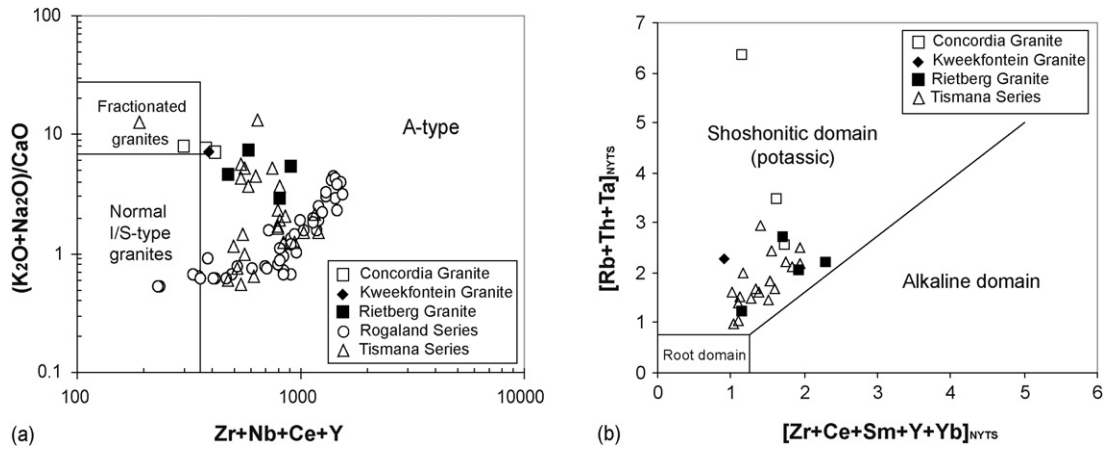 100
10
1
0.1
(K2O+Na2O)/CaO
Fractionated
granites
Normal
I/S-type
granites
A-type
Concordia Granite
Kweekfontein Granite
Rietberg Granite
Rogaland Series
Tismana Series
100
1000
10000
(a)
Zr+Nb+Ce+Y
7
6
5
4
3
2
1
0
[Rb+Th+Ta]NYTS
Concordia Granite
Kweekfontein Granite
Rietberg Granite
Tismana Series
Shoshonitic domain
(potassic)
Alkaline domain
Root domain
0
1
2
3
4
5
6
(b)
[Zr+Ce+Sm+Y+Yb]NYTS